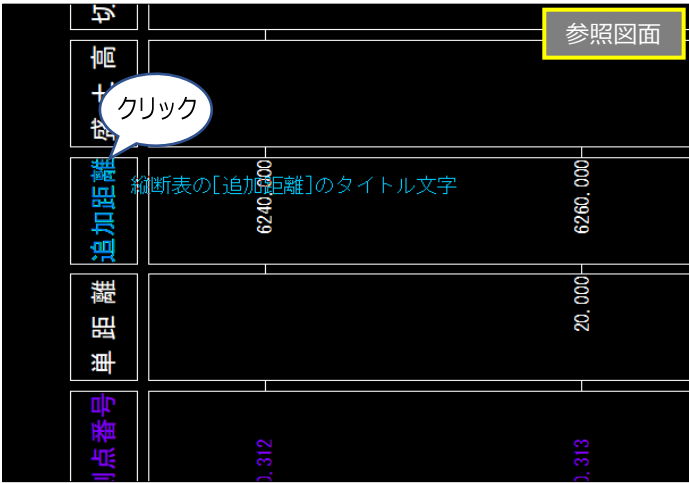 参照図面
切
盛土高
クリック
追加距離
縦断表の[追加距離]のタイトル文字
6240.000
6260.000
単距離
20.000
測点番号
0.312
0.313